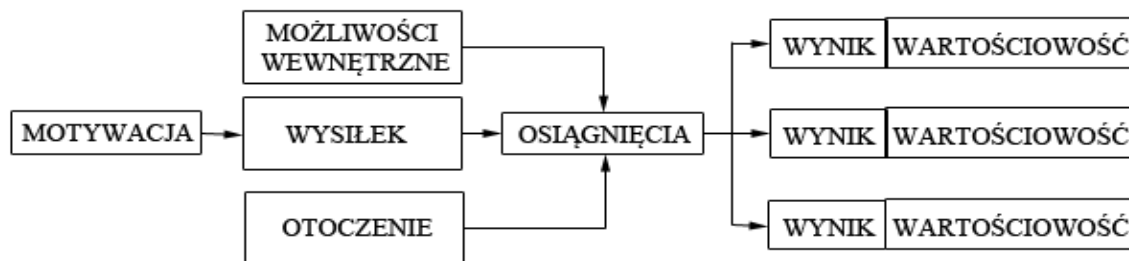 MOŻLIWOŚCI
WEWNĘTRZNE
WYNIK WARTOŚCIOWOŚĆ
MOTYWACJA
WYSIŁEK
OSIĄGNIĘCIA
WYNIK WARTOŚCIOWOŚĆ
OTOCZENIE
WYNIK WARTOŚCIOWOŚĆ